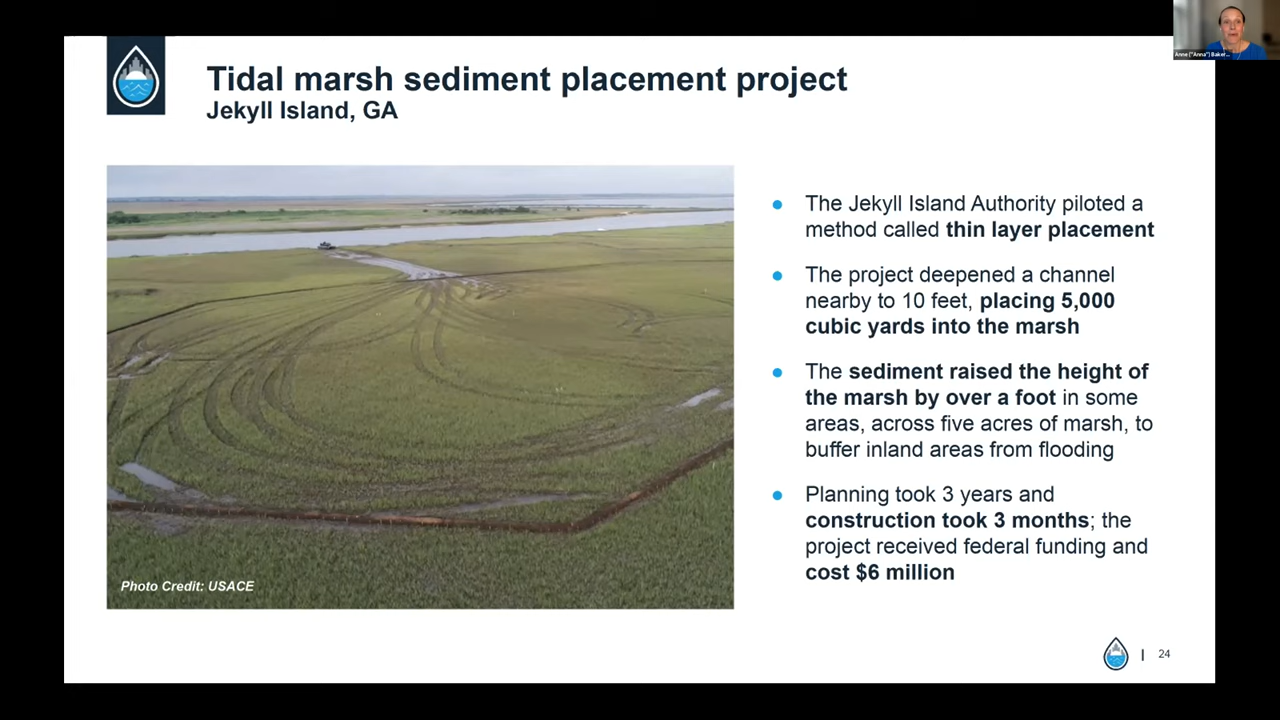 Anne ("Anna") Baker...
Tidal marsh sediment placement project
Jekyll Island, GA
The Jekyll Island Authority piloted a
method called thin layer placement
The project deepened a channel
nearby to 10 feet, placing 5,000
cubic yards into the marsh
The sediment raised the height of
the marsh by over a foot in some
areas, across five acres of marsh, to
buffer inland areas from flooding
Planning took 3 years and
construction took 3 months; the
project received federal funding and
cost $6 million
Photo Credit: USACE
| 24